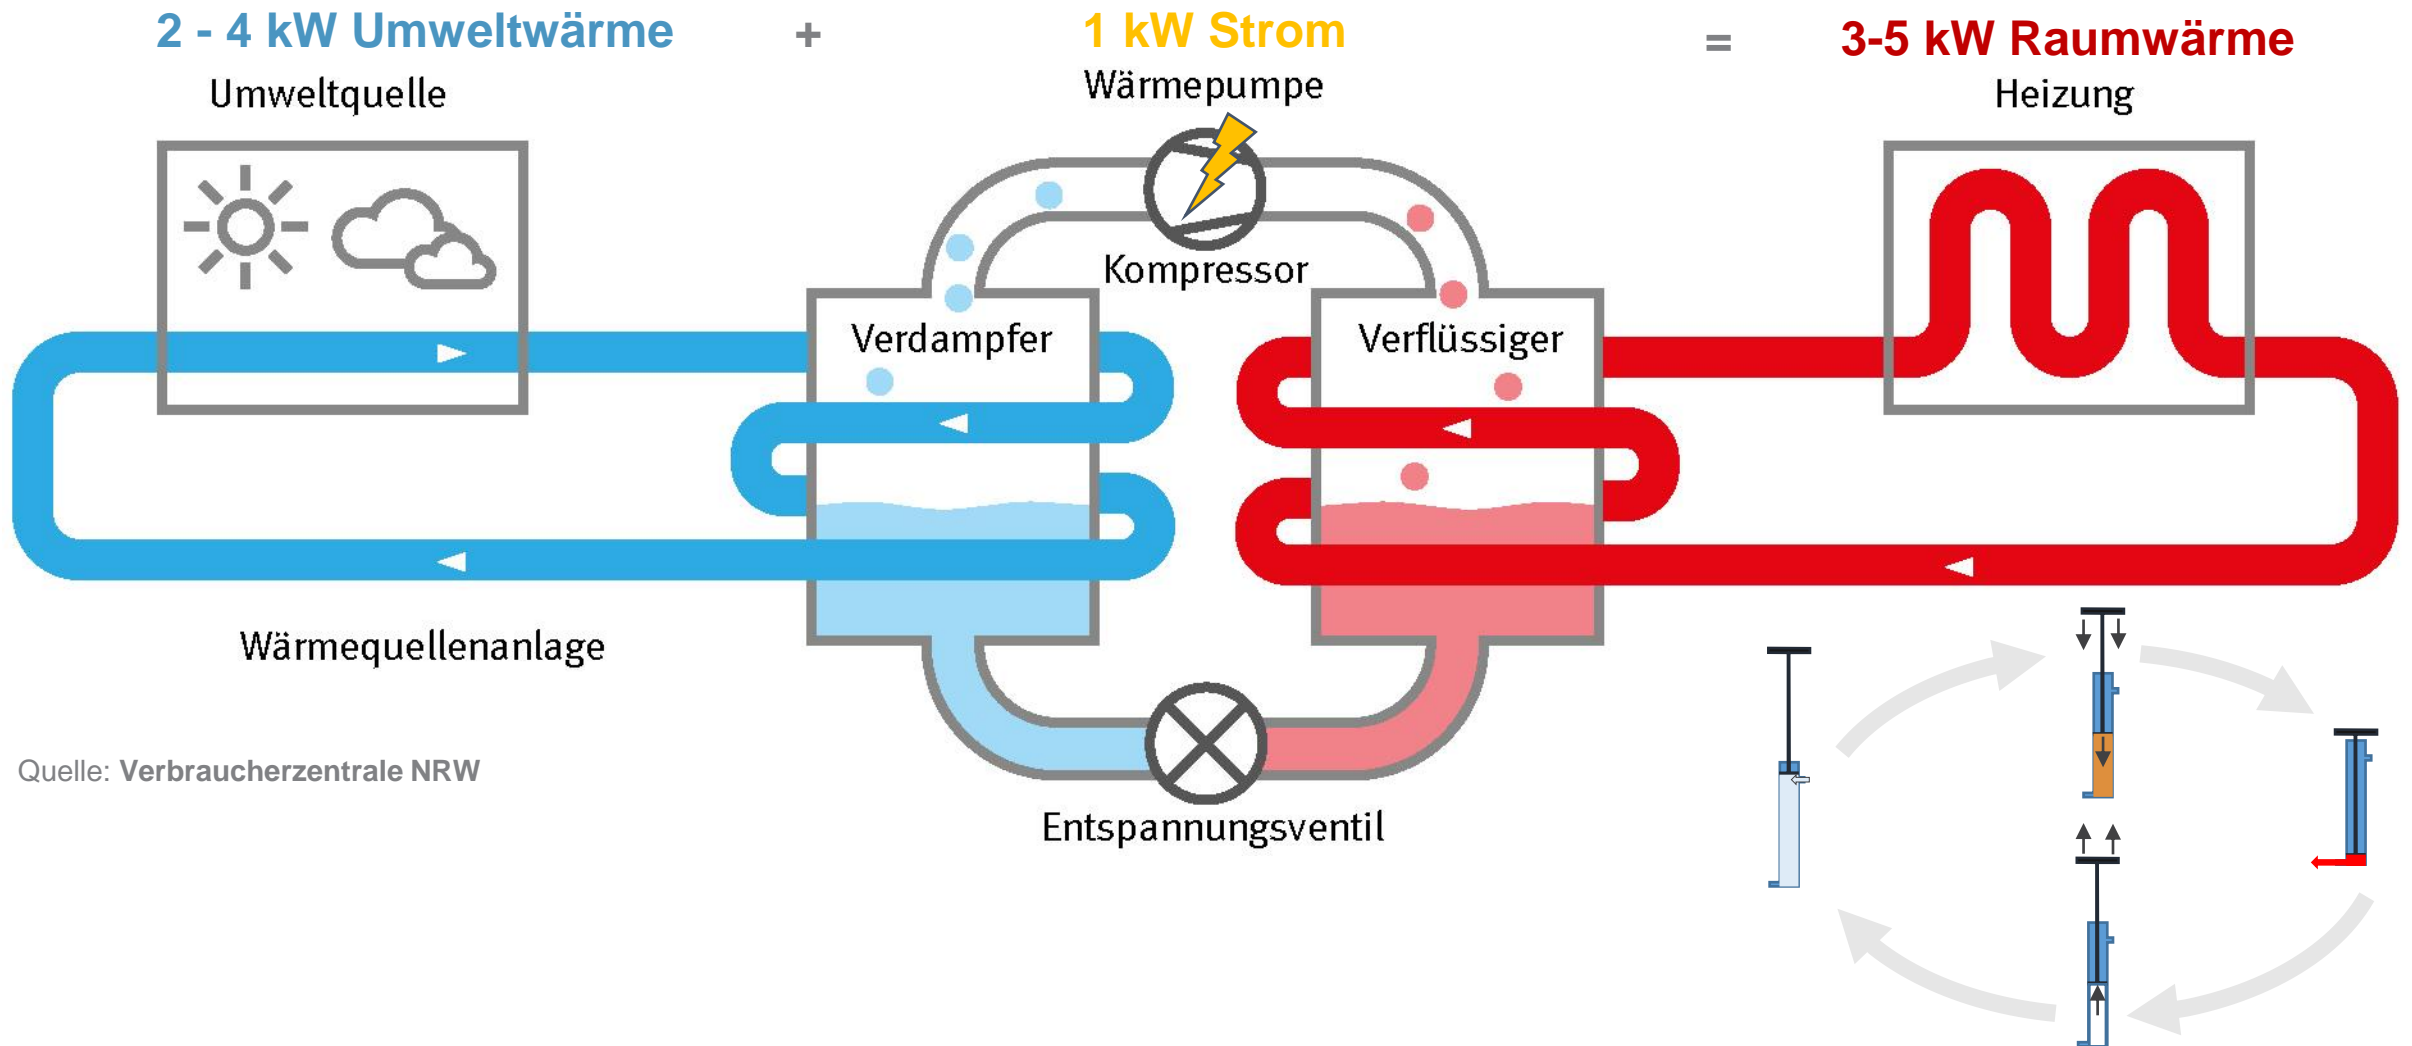 2 - 4 kW Umweltwärme + 1 kW Strom = 3-5 kW Raumwärme
Umweltquelle
Wärmepumpe
Heizung
Kompressor
Verdampfer
Verflüssiger
Wärmequellenanlage
Quelle: Verbraucherzentrale NRW
Entspannungsventil